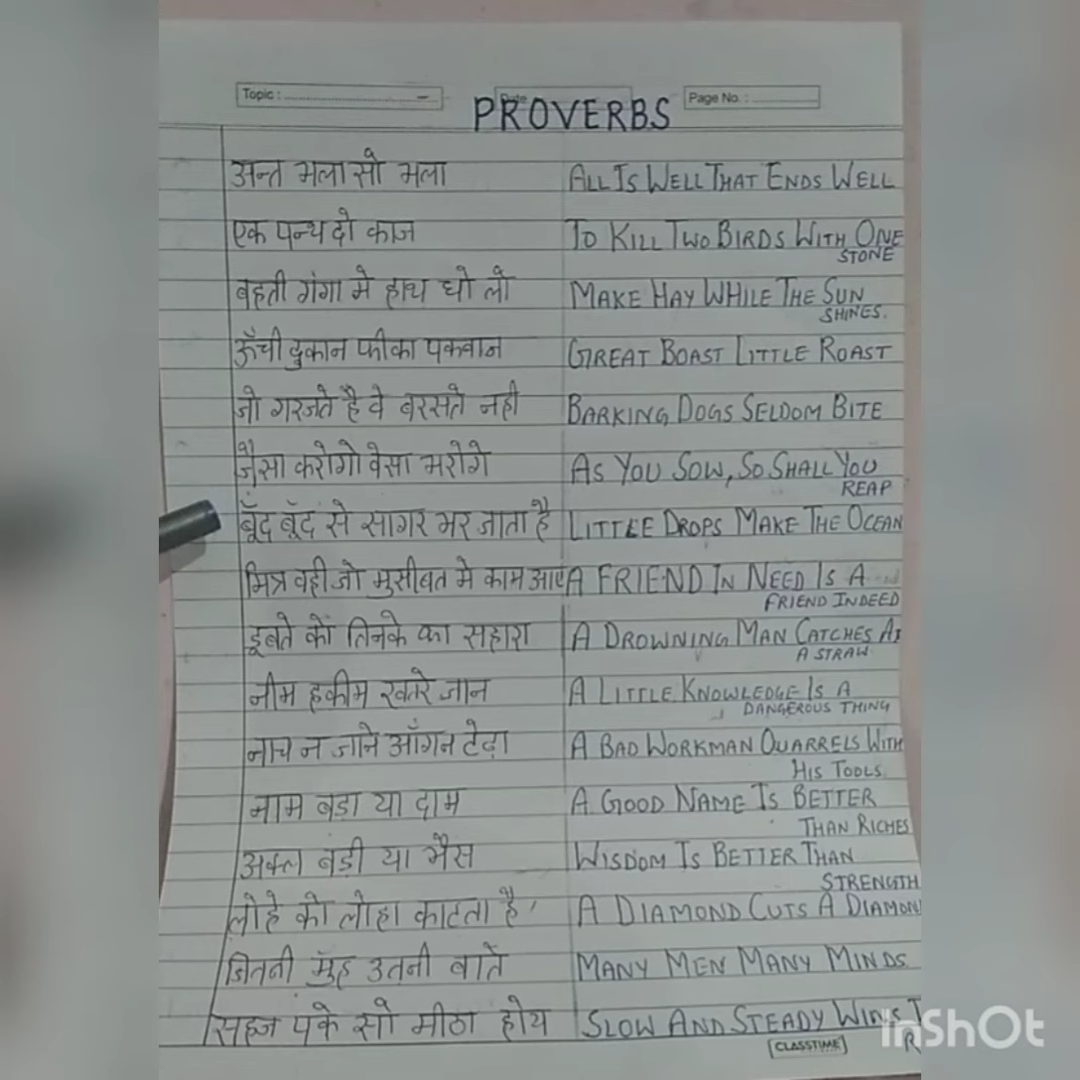 Topic : Date Page No. :
PROVERBS
अन्त भला सो भला ALL IS WELL THAT ENDS WELL
एक पन्थ दो काज TO KILL TWO BIRDS WITH ONE
STONE
बहती गंगा मे हाथ धो लो MAKE HAY WHILE THE SUN
SHINES.
ऊँची दुकान फीका पकवान GREAT BOAST LITTLE ROAST
जो गरजते है वे बरसते नही BARKING DOGS SELDOM BITE
जैसा करोगो वैसा भरोगे AS YOU SOW, SO SHALL YOU
REAP
बूँद बूँद से सागर भर जाता है LITTLE DROPS MAKE THE OCEAN
मित्र वही जो मुसीबत मे काम आए A FRIEND IN NEED IS A
FRIEND INDEED
डूबते को तिनके का सहारा A DROWNING MAN CATCHES AT
A STRAW
नीम हकीम खतरे जान A LITTLE KNOWLEDGE IS A
DANGEROUS THING
नाच न जाने आँगन टेढ़ा A BAD WORKMAN QUARRELS WITH
HIS TOOLS
नाम बड़ा या दाम A GOOD NAME IS BETTER
THAN RICHES
अक्ल बड़ी या भैस WISDOM IS BETTER THAN
STRENGTH
लोहे को लोहा काटता है A DIAMOND CUTS A DIAMOND
जितनी मुँह उतनी बातें MANY MEN MANY MINDS
सहज पके सो मीठा होय SLOW AND STEADY WINS
CLASSTIME
InShOt